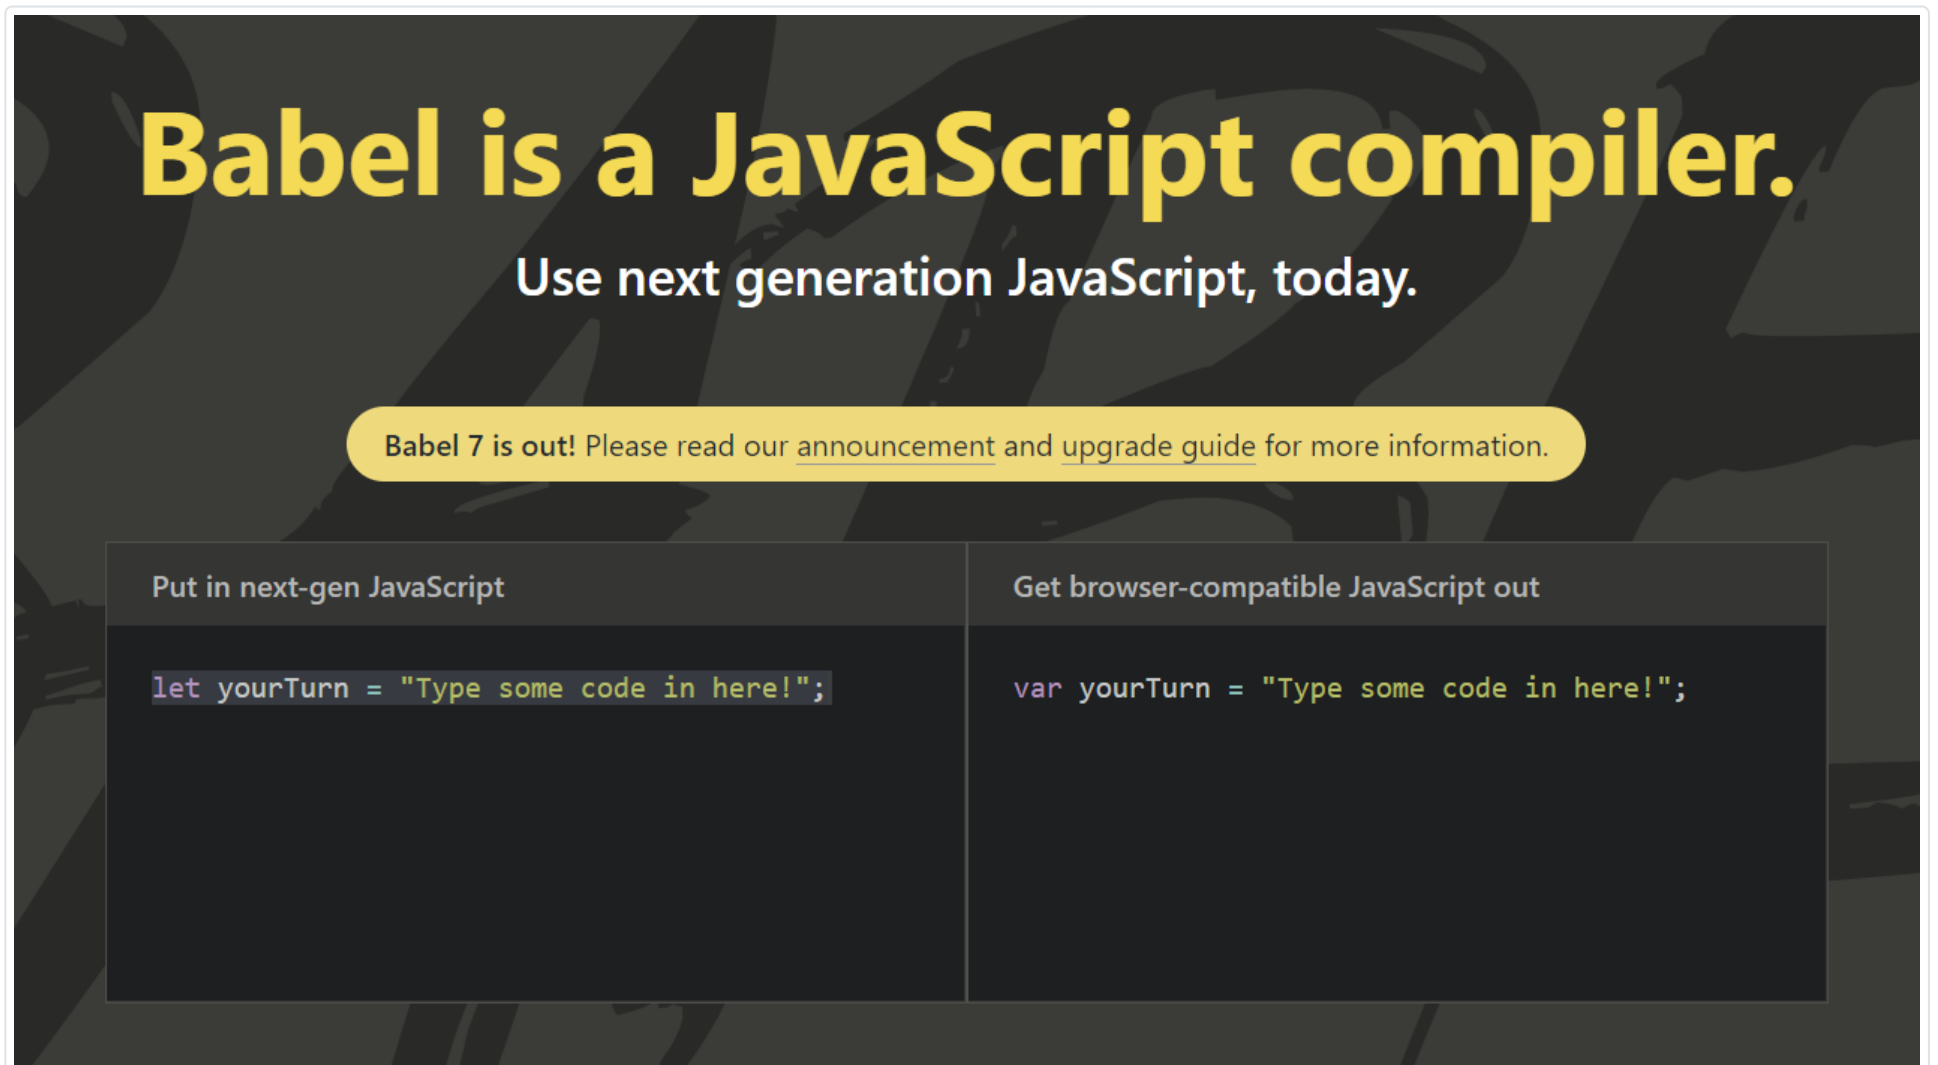 Babel is a JavaScript compiler.
Use next generation JavaScript, today.
Babel 7 is out! Please read our announcement and upgrade guide for more information.
Put in next-gen JavaScript
Get browser-compatible JavaScript out
let yourTurn = "Type some code in here!";
var yourTurn = "Type some code in here!";